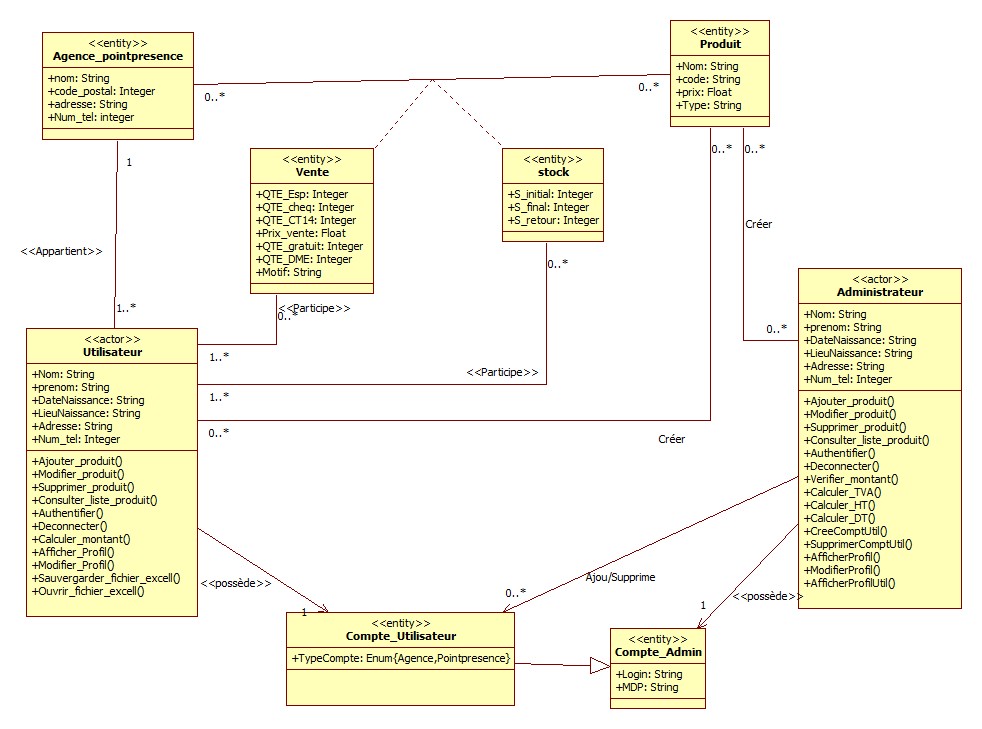 <<entity>>
Agence_pointpresence
+nom: String
+code_postal: Integer
+adresse: String
+Num_tel: integer
<<entity>>
Produit
+Nom: String
+code: String
+prix: Float
+Type: String
0..*
0..*
<<entity>>
Vente
+QTE_Esp: Integer
+QTE_cheq: Integer
+QTE_CT14: Integer
+Prix_vente: Float
+QTE_gratuit: Integer
+QTE_DME: Integer
+Motif: String
<<entity>>
stock
+S_initial: Integer
+S_final: Integer
+S_retour: Integer
1
<<Appartient>>
1..*
0..*
0..*
Créer
0..*
0..*
<<Participe>>
0..*
1..*
<<Participe>>
1..*
0..*
Créer
<<actor>>
Utilisateur
+Nom: String
+prenom: String
+DateNaissance: String
+LieuNaissance: String
+Adresse: String
+Num_tel: Integer
+Ajouter_produit()
+Modifier_produit()
+Supprimer_produit()
+Consulter_liste_produit()
+Authentifier()
+Deconnecter()
+Calculer_montant()
+Afficher_Profil()
+Modifier_Profil()
+Sauvergarder_fichier_excell()
+Ouvrir_fichier_excell()
<<actor>>
Administrateur
+Nom: String
+prenom: String
+DateNaissance: String
+LieuNaissance: String
+Adresse: String
+Num_tel: Integer
+Ajouter_produit()
+Modifier_produit()
+Supprimer_produit()
+Consulter_liste_produit()
+Authentifier()
+Deconnecter()
+Verifier_montant()
+Calculer_TVA()
+Calculer_HT()
+Calculer_DT()
+CreeComptUtil()
+SupprimerComptUtil()
+AfficherProfil()
+ModifierProfil()
+AfficherProfilUtil()
<<possède>>
1
Ajou/Supprime
0..*
<<possède>>
1
<<entity>>
Compte_Utilisateur
+TypeCompte: Enum{Agence,Pointpresence}
<<entity>>
Compte_Admin
+Login: String
+MDP: String